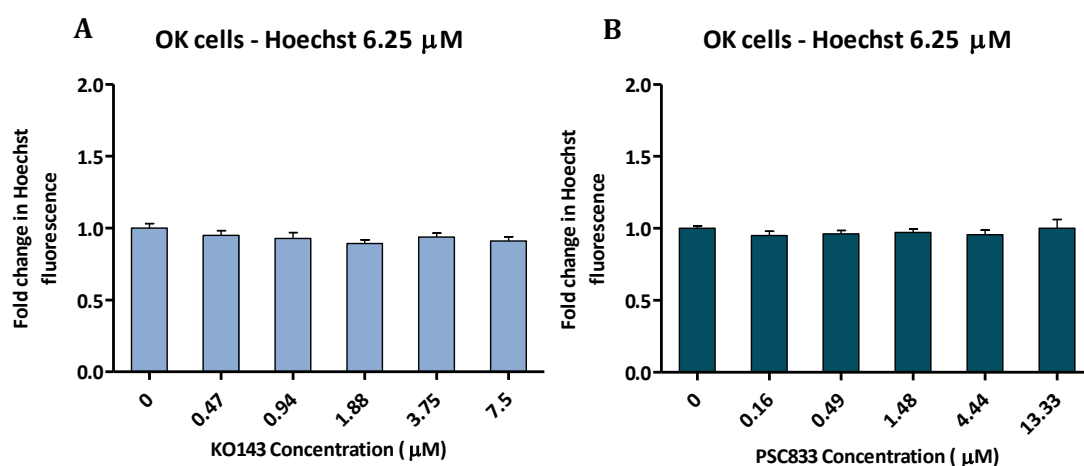 A
OK cells - Hoechst 6.25 μM
Fold change in Hoechst
fluorescence
2.0
1.5
1.0
0.5
0.0
0
0.47
0.94
1.88
3.75
7.5
KO143 Concentration ( μM)
B
OK cells - Hoechst 6.25 μM
Fold change in Hoechst
fluorescence
2.0
1.5
1.0
0.5
0.0
0
0.16
0.49
1.48
4.44
13.33
PSC833 Concentration ( μM)